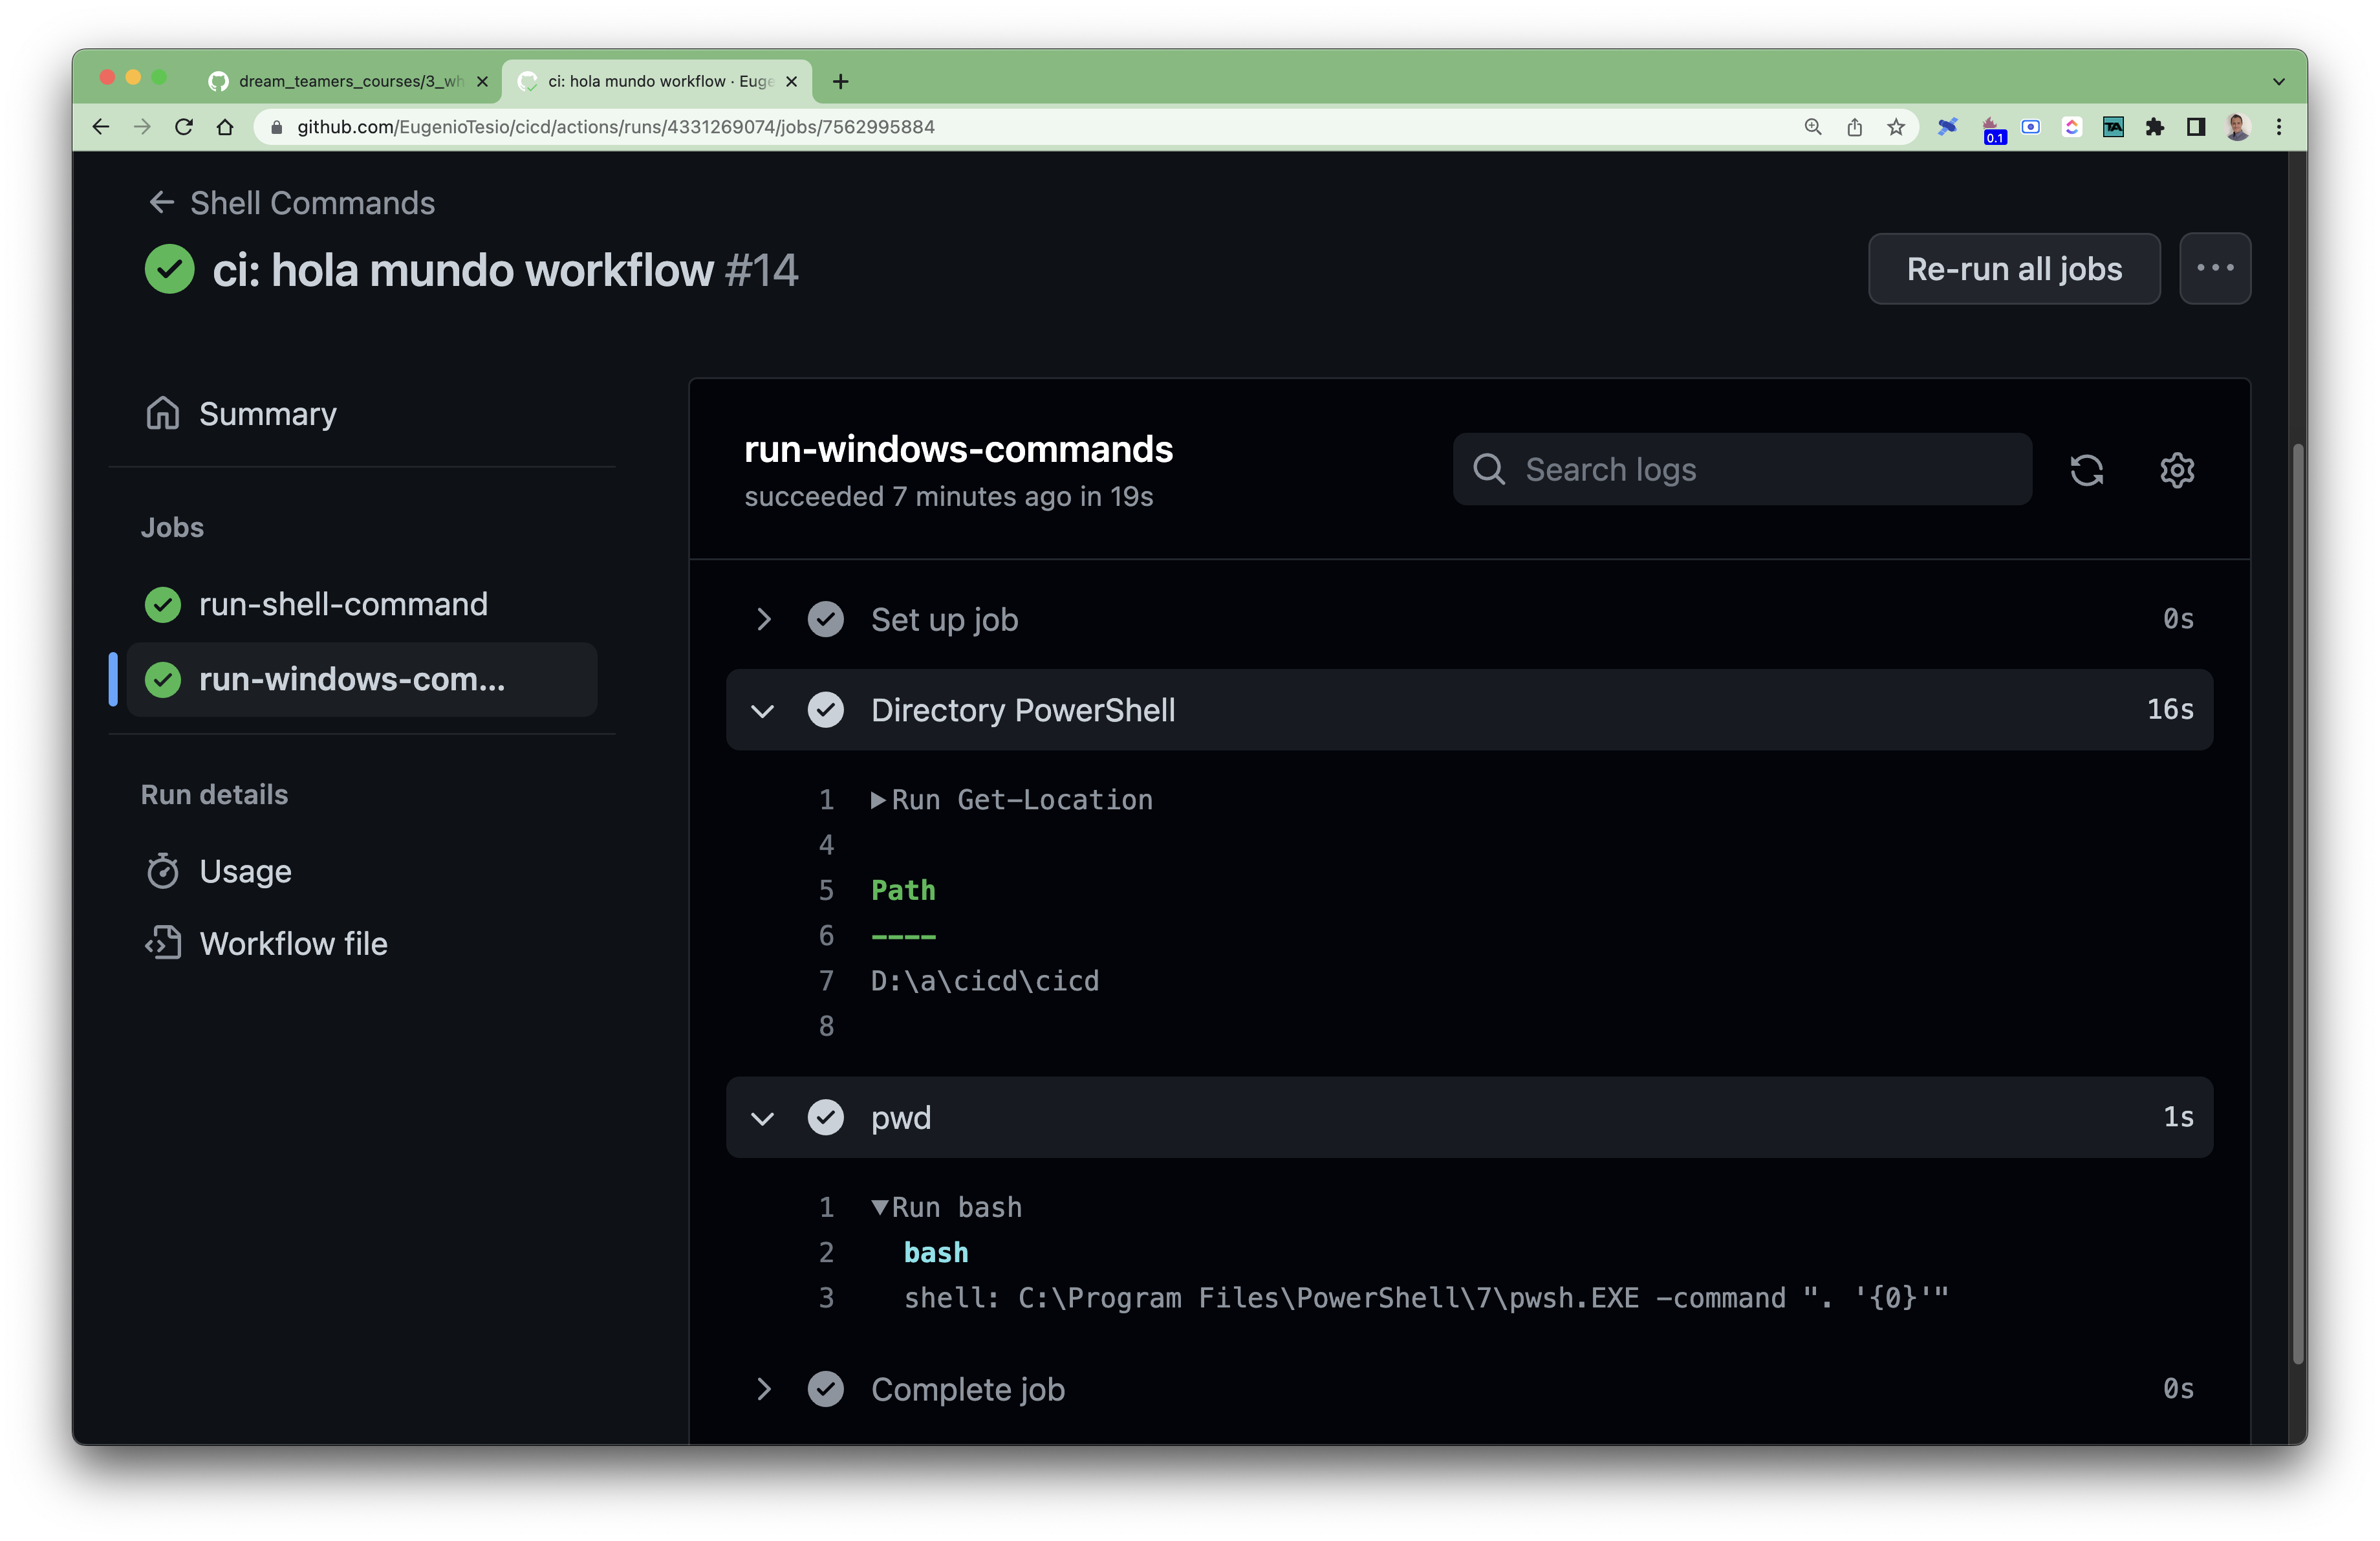 dream_teamers_courses/3_wh
ci: hola mundo workflow · Euge
github.com/EugenioTesio/cicd/actions/runs/4331269074/jobs/7562995884
0.1
TA
Shell Commands
ci: hola mundo workflow #14
Re-run all jobs
Summary
Jobs
run-shell-command
run-windows-com...
Run details
Usage
Workflow file
run-windows-commands
succeeded 7 minutes ago in 19s
Search logs
Set up job 0s
Directory PowerShell 16s
1 Run Get-Location
4
5 Path
6 ----
7 D:\a\cicd\cicd
8
pwd 1s
1 Run bash
2 bash
3 shell: C:\Program Files\PowerShell\7\pwsh.EXE -command ". '{0}'"
Complete job 0s